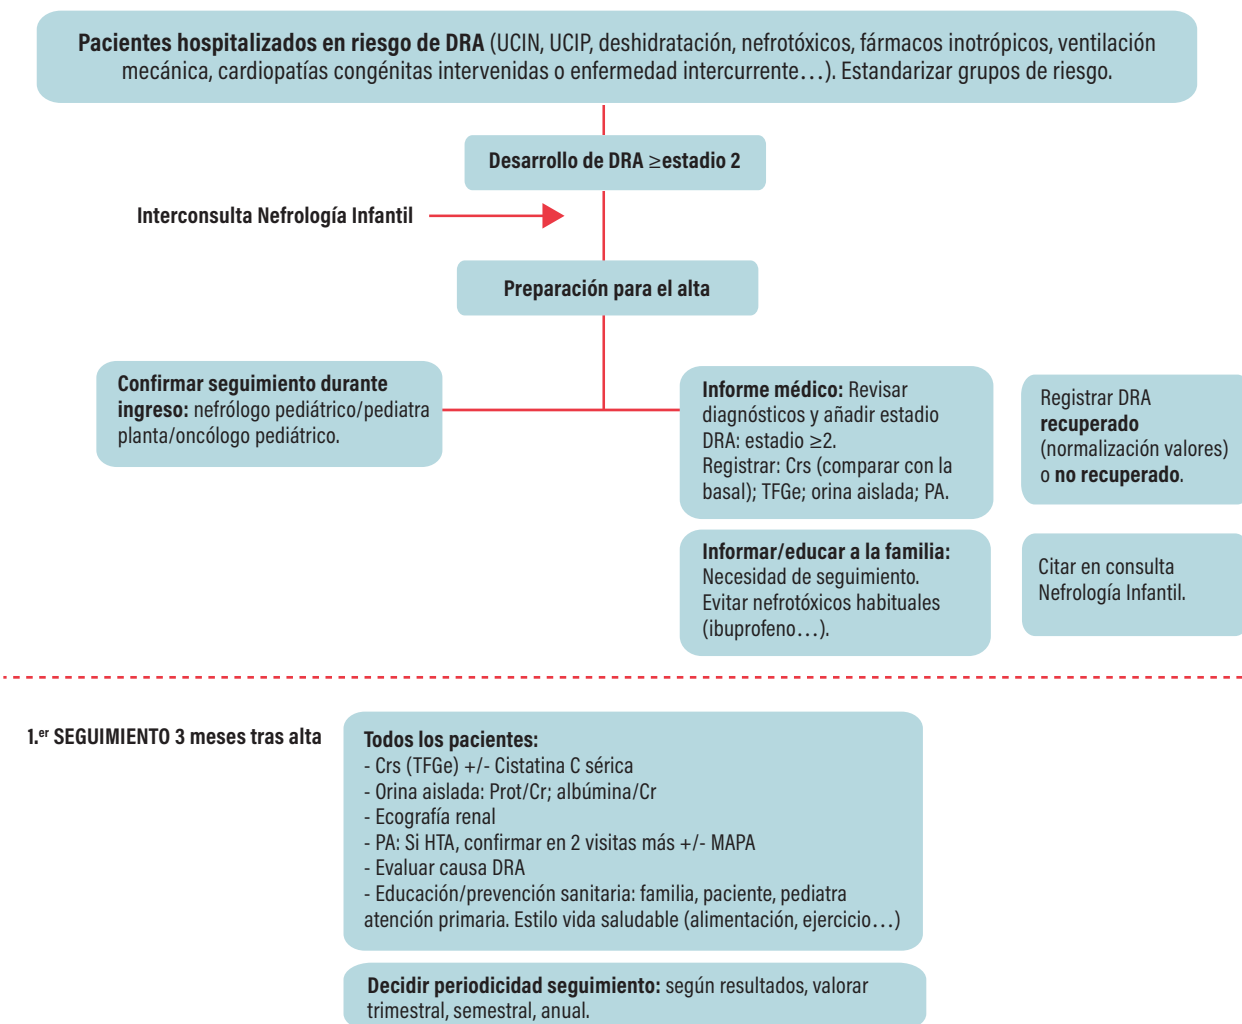 Pacientes hospitalizados en riesgo de DRA (UCIN, UCIP, deshidratación, nefrotóxicos, fármacos inotrópicos, ventilación
mecánica, cardiopatías congénitas intervenidas o enfermedad intercurrente…). Estandarizar grupos de riesgo.
Desarrollo de DRA ≥estadio 2
Interconsulta Nefrología Infantil
Preparación para el alta
Confirmar seguimiento durante
ingreso: nefrólogo pediátrico/pediatra
planta/oncólogo pediátrico.
Informe médico: Revisar
diagnósticos y añadir estadio
DRA: estadio ≥2.
Registrar: Crs (comparar con la
basal); TFGe; orina aislada; PA.
Registrar DRA
recuperado
(normalización valores)
o no recuperado.
Informar/educar a la familia:
Necesidad de seguimiento.
Evitar nefrotóxicos habituales
(ibuprofeno…).
Citar en consulta
Nefrología Infantil.
1.er SEGUIMIENTO 3 meses tras alta
Todos los pacientes:
- Crs (TFGe) +/- Cistatina C sérica
- Orina aislada: Prot/Cr; albúmina/Cr
- Ecografía renal
- PA: Si HTA, confirmar en 2 visitas más +/- MAPA
- Evaluar causa DRA
- Educación/prevención sanitaria: familia, paciente, pediatra
atención primaria. Estilo vida saludable (alimentación, ejercicio…)
Decidir periodicidad seguimiento: según resultados, valorar
trimestral, semestral, anual.